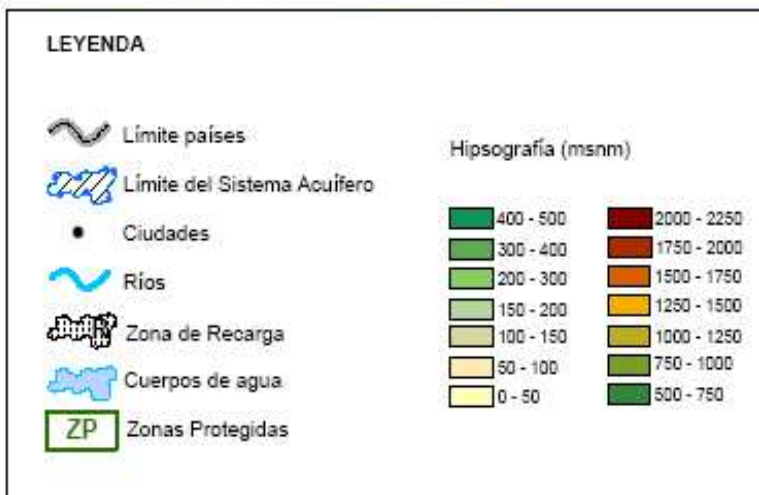 LEYENDA
Límite países
Límite del Sistema Acuífero
Ciudades
Ríos
Zona de Recarga
Cuerpos de agua
ZP Zonas Protegidas
Hipsografía (msnm)
400 - 500
300 - 400
200 - 300
150 - 200
100 - 150
50 - 100
0 - 50
2000 - 2250
1750 - 2000
1500 - 1750
1250 - 1500
1000 - 1250
750 - 1000
500 - 750